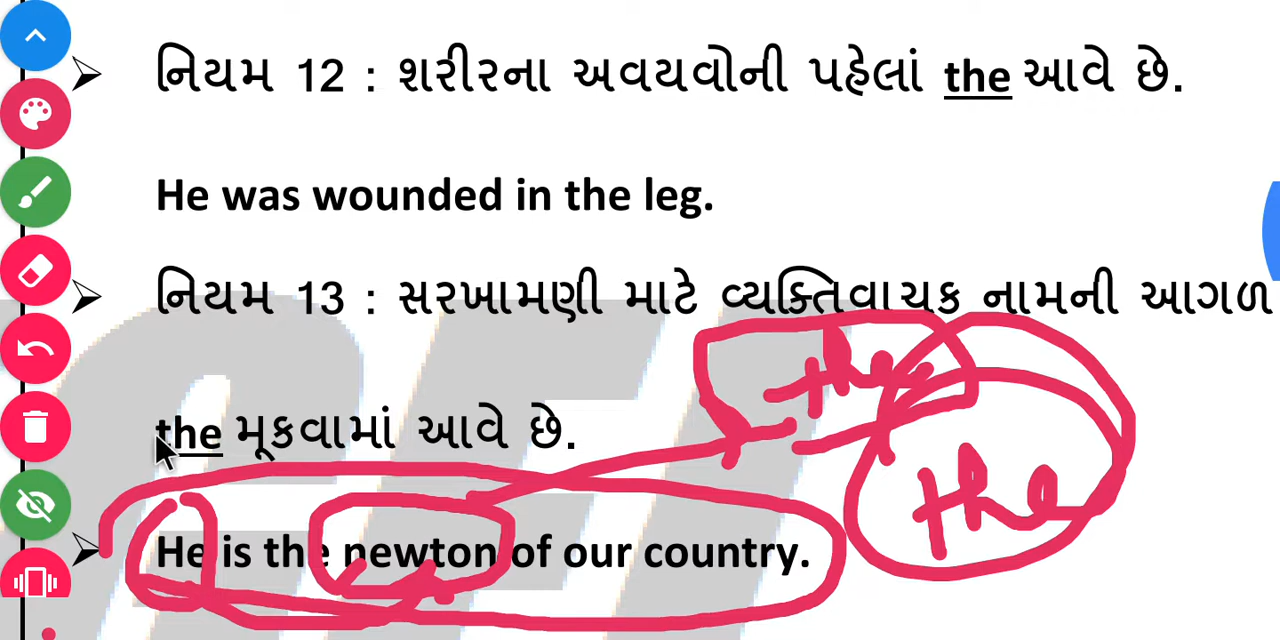 નિયમ 12 : શરીરના અવયવોની પહેલાં the આવે છે.
He was wounded in the leg.
નિયમ 13 : સરખામણી માટે વ્યક્તિવાચક નામની આગળ
the
the મૂકવામાં આવે છે.
the
He is the newton of our country.